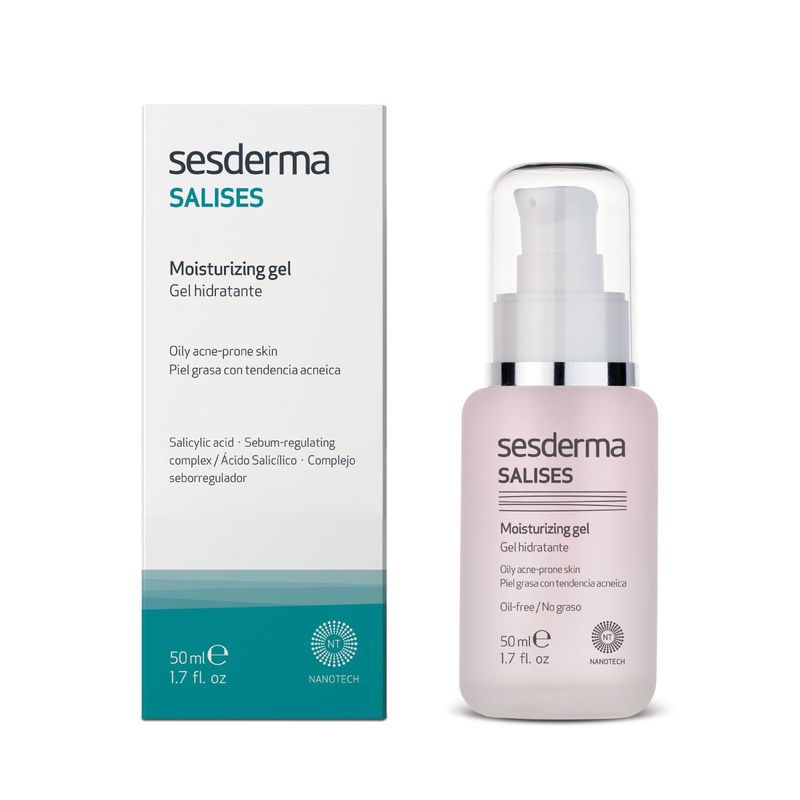 sesderma
SALISES
Moisturizing gel
Gel hidratante
Oily acne-prone skin
Piel grasa con tendencia acneica
Salicylic acid · Sebum-regulating
complex / Ácido Salicílico · Complejo
seborregulador
50 ml e
1.7 fl. oz
NT
NANOTECH
sesderma
SALISES
Moisturizing gel
Gel hidratante
Oily acne-prone skin
Piel grasa con tendencia acneica
Oil-free / No graso
50 ml e
1.7 fl. oz
NT
NANOTECH